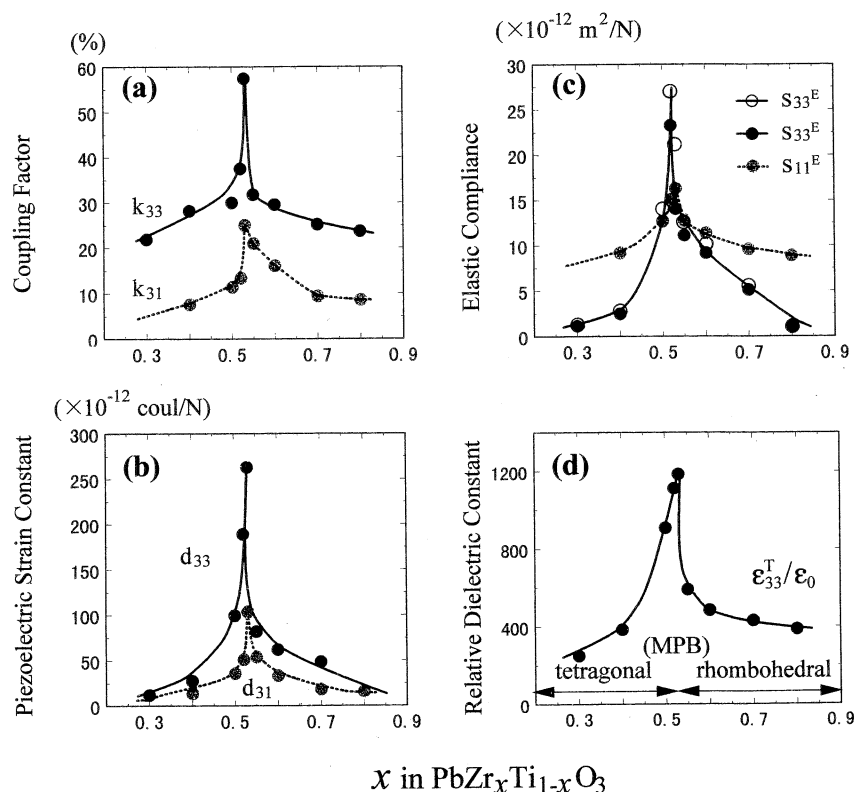 (%)
(a)
60
50
40
30
20
10
0
Coupling Factor
k33
k31
0.3 0.5 0.7 0.9
(×10⁻¹² m²/N)
(c)
30
25
20
15
10
5
0
Elastic Compliance
S33ᴱ
S33ᴱ
S11ᴱ
0.3 0.5 0.7 0.9
(×10⁻¹² coul/N)
(b)
300
250
200
150
100
50
0
Piezoelectric Strain Constant
d33
d31
0.3 0.5 0.7 0.9
(d)
1200
800
400
0
Relative Dielectric Constant
ε₃₃ᵀ/ε₀
(MPB)
tetragonal rhombohedral
0.3 0.5 0.7 0.9
x in PbZrₓTi₁₋ₓO₃